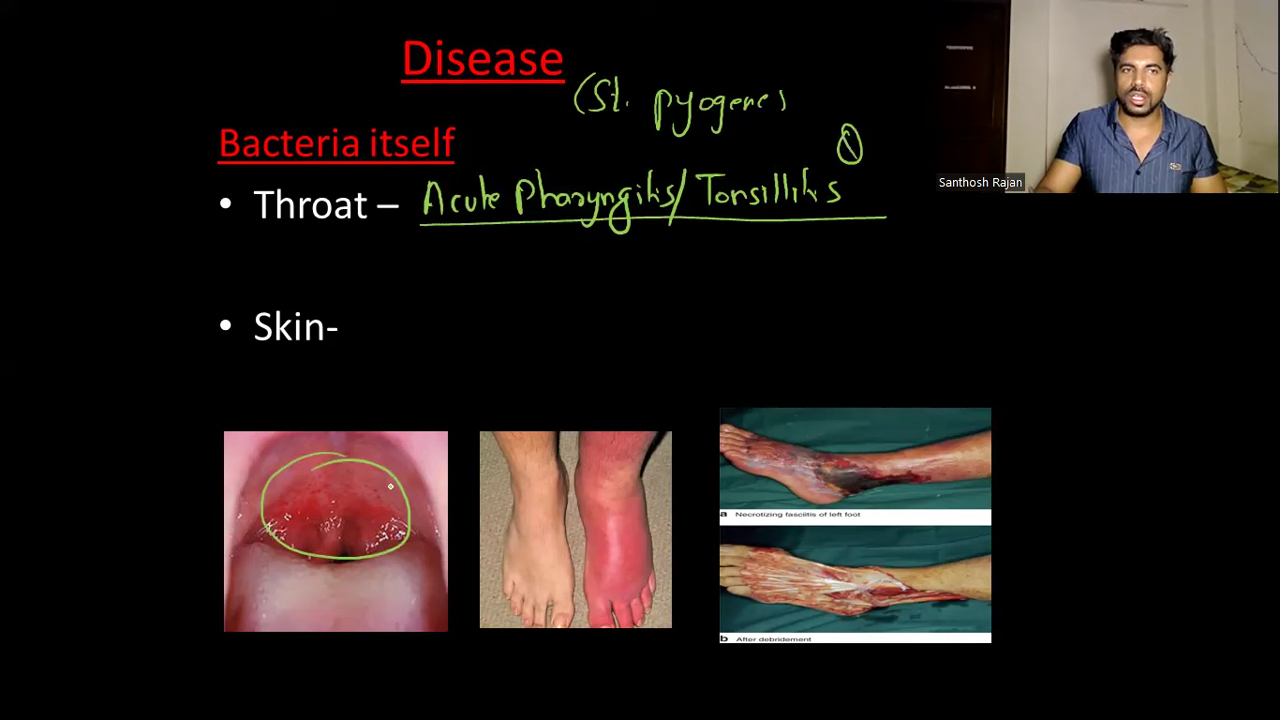 Disease
(St. pyogenes
Bacteria itself
①
• Throat – Acute Pharyngitis/Tonsillitis
Santhosh Rajan
• Skin-
a Necrotizing fasciitis of left foot
b After debridement